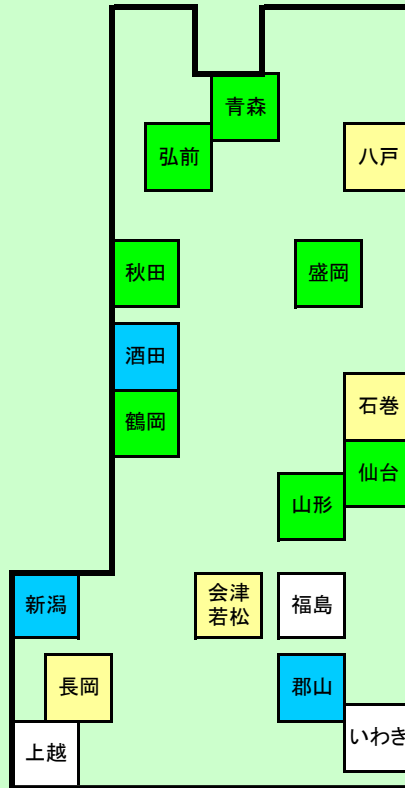 青森
弘前
八戸
秋田
盛岡
酒田
鶴岡
石巻
仙台
山形
新潟
会津
若松
福島
長岡
郡山
上越
いわき